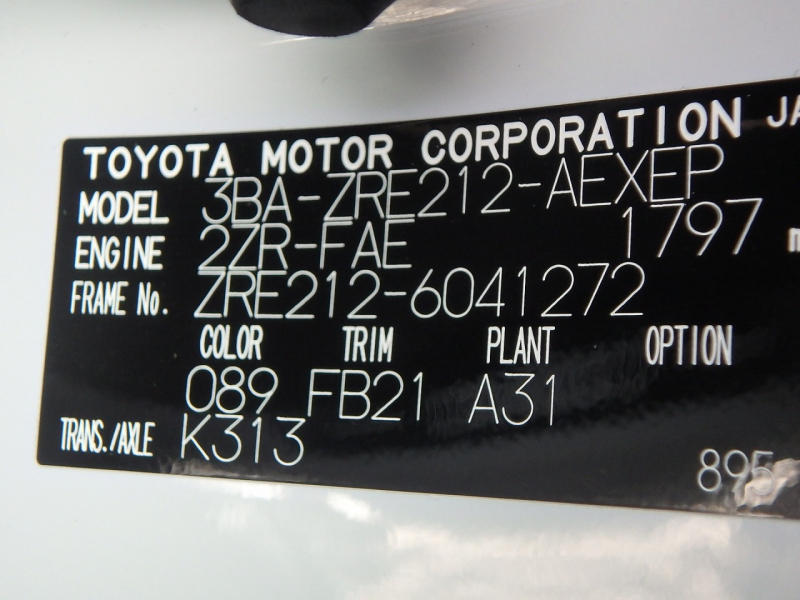 TOYOTA MOTOR CORPORATION JA
MODEL 3BA-ZRE212-AEXEP
ENGINE 2ZR-FAE 1797 m
FRAME No. ZRE212-6041272
COLOR TRIM PLANT OPTION
089 FB21 A31
TRANS./AXLE K313
895